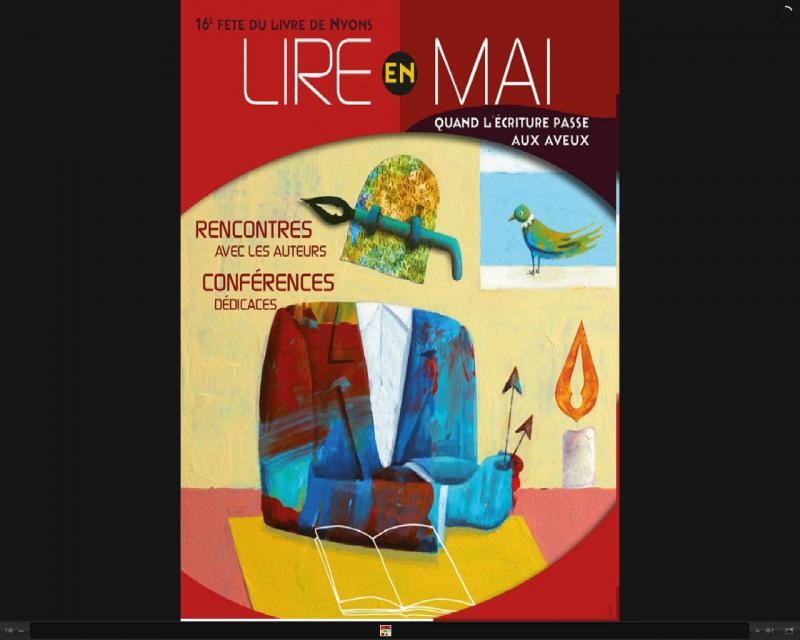 16E FÊTE DU LIVRE DE NYONS
LIRE EN MAI
QUAND L'ÉCRITURE PASSE
AUX AVEUX
RENCONTRES
AVEC LES AUTEURS
CONFÉRENCES
DÉDICACES